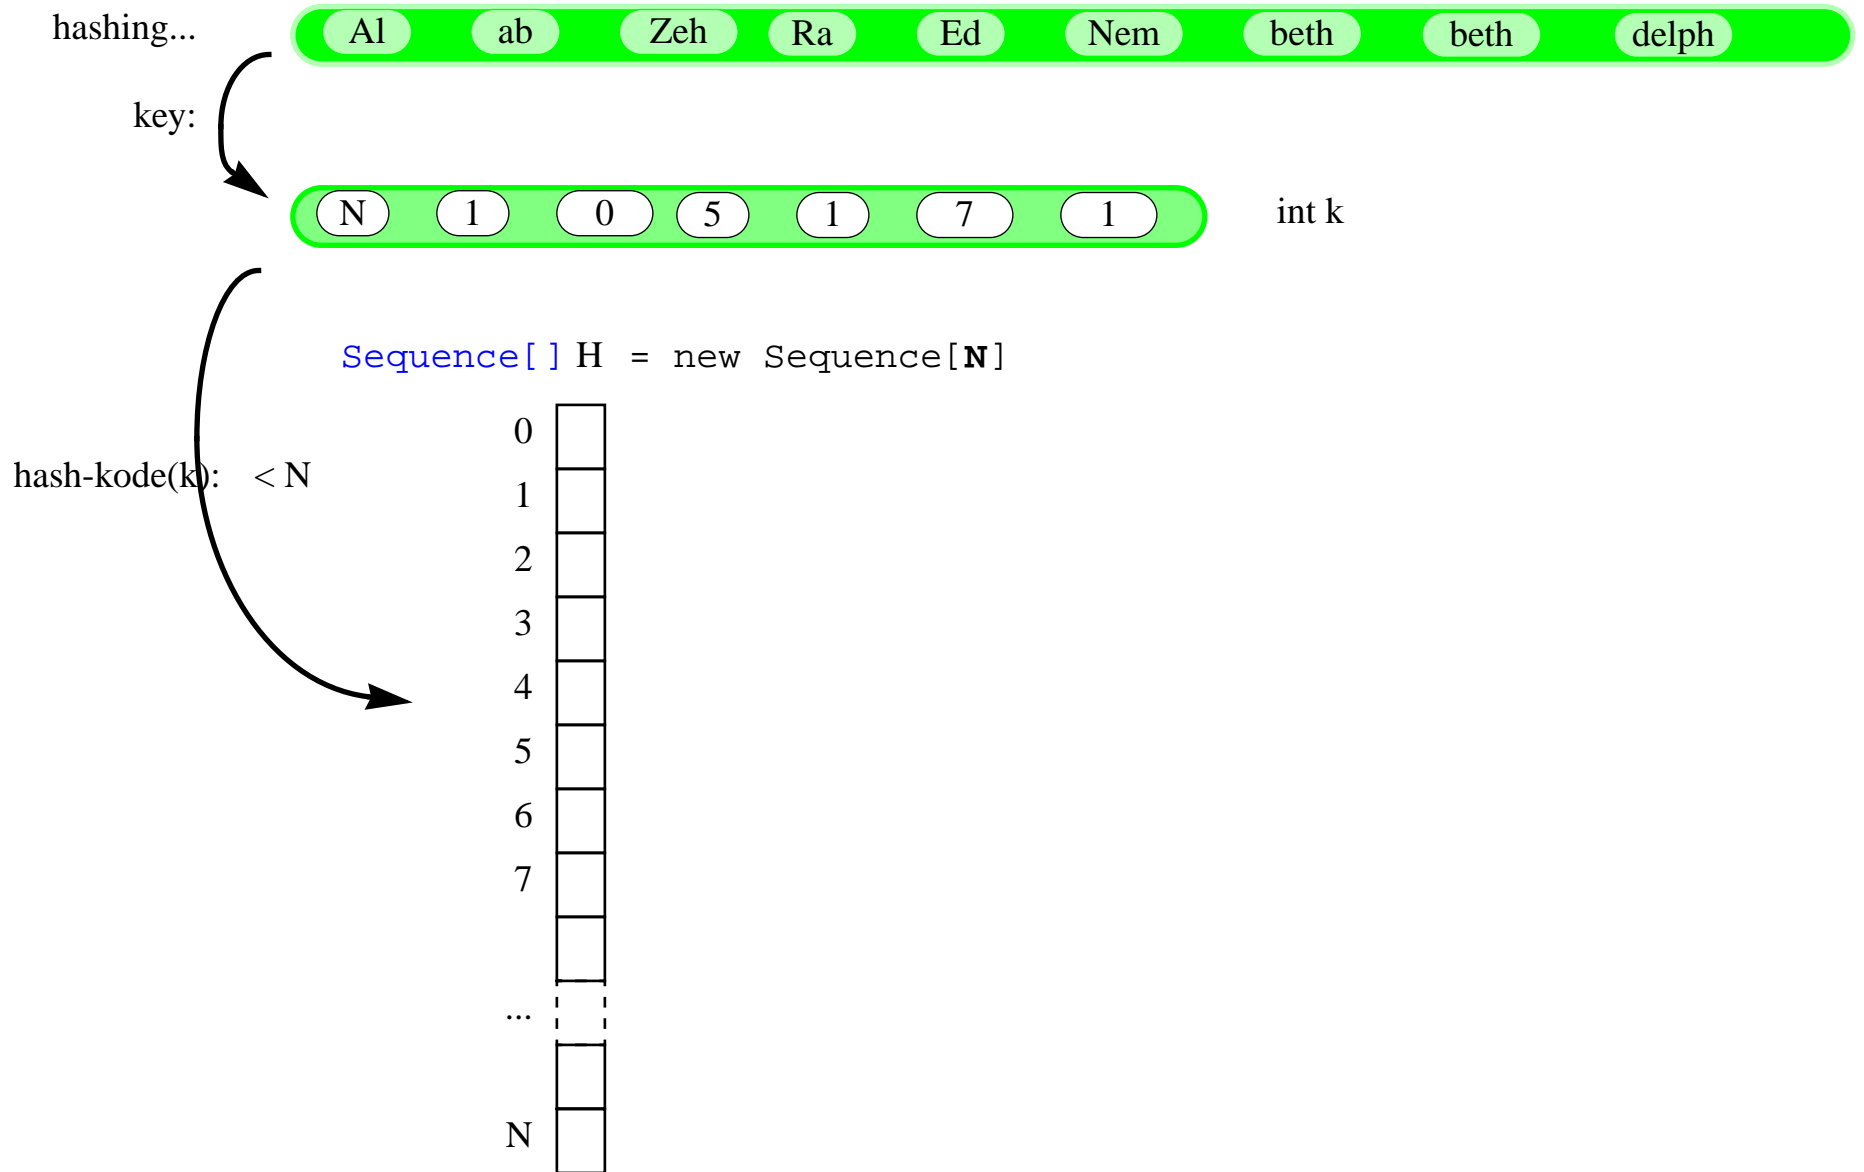 hashing... Al ab Zeh Ra Ed Nem beth beth delph
key:
N 1 0 5 1 7 1 int k
Sequence[] H = new Sequence[N]
0
hash-kode(k): < N
1
2
3
4
5
6
7
...
N